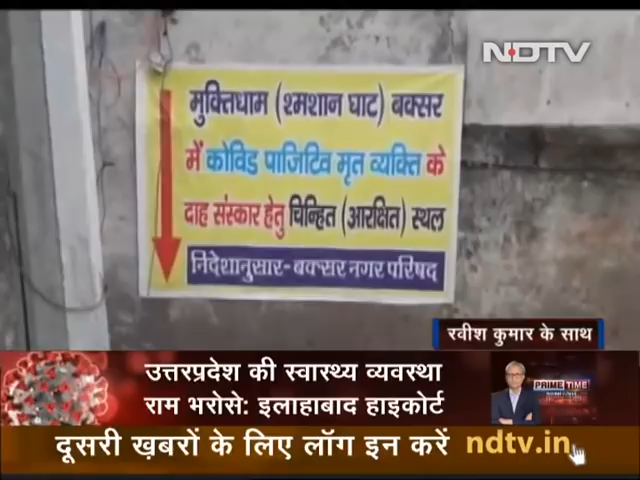 NDTV
मुक्तिधाम (श्मशान घाट) बक्सर
में कोविड पाजिटिव मृत व्यक्ति के
दाह संस्कार हेतु चिन्हित (आरक्षित) स्थल
निदेशानुसार-बक्सर नगर परिषद
रवीश कुमार के साथ
उत्तरप्रदेश की स्वास्थ्य व्यवस्था
राम भरोसे: इलाहाबाद हाइकोर्ट
PRIME TIME
दूसरी ख़बरों के लिए लॉग इन करें ndtv.in